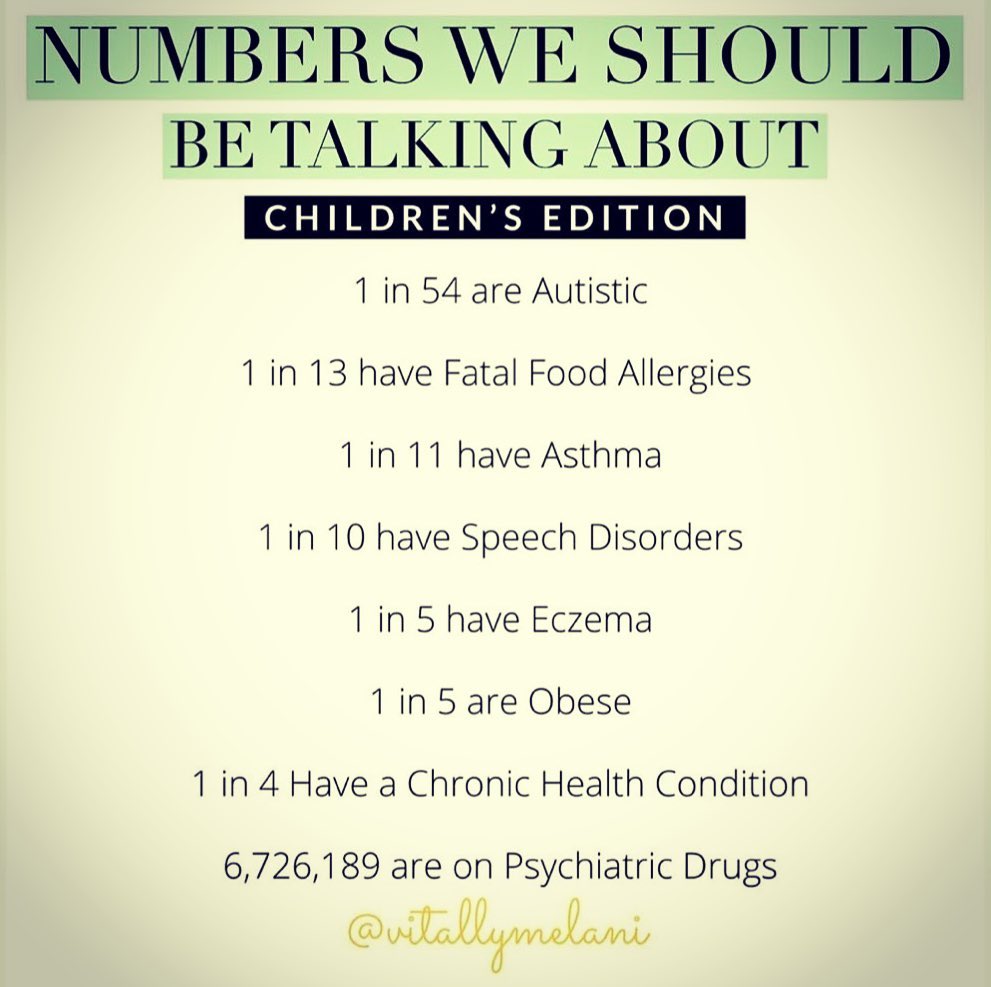 NUMBERS WE SHOULD
BE TALKING ABOUT
CHILDREN'S EDITION
1 in 54 are Autistic
1 in 13 have Fatal Food Allergies
1 in 11 have Asthma
1 in 10 have Speech Disorders
1 in 5 have Eczema
1 in 5 are Obese
1 in 4 Have a Chronic Health Condition
6,726,189 are on Psychiatric Drugs
@vitallymelani